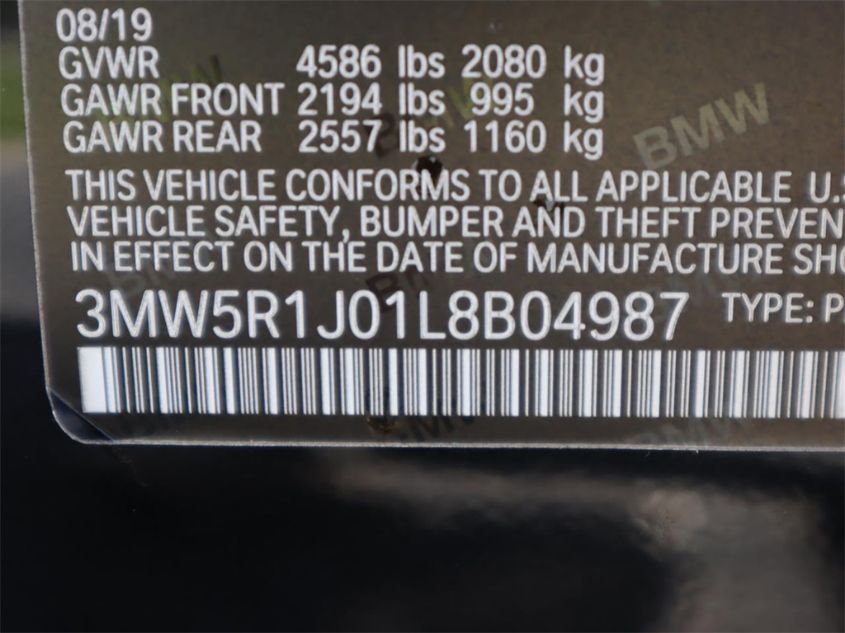 08/19
GVWR 4586 lbs 2080 kg
GAWR FRONT 2194 lbs 995 kg
GAWR REAR 2557 lbs 1160 kg
BMW
THIS VEHICLE CONFORMS TO ALL APPLICABLE U.S
VEHICLE SAFETY, BUMPER AND THEFT PREVEN
IN EFFECT ON THE DATE OF MANUFACTURE SHO
3MW5R1J01L8B04987 TYPE: P